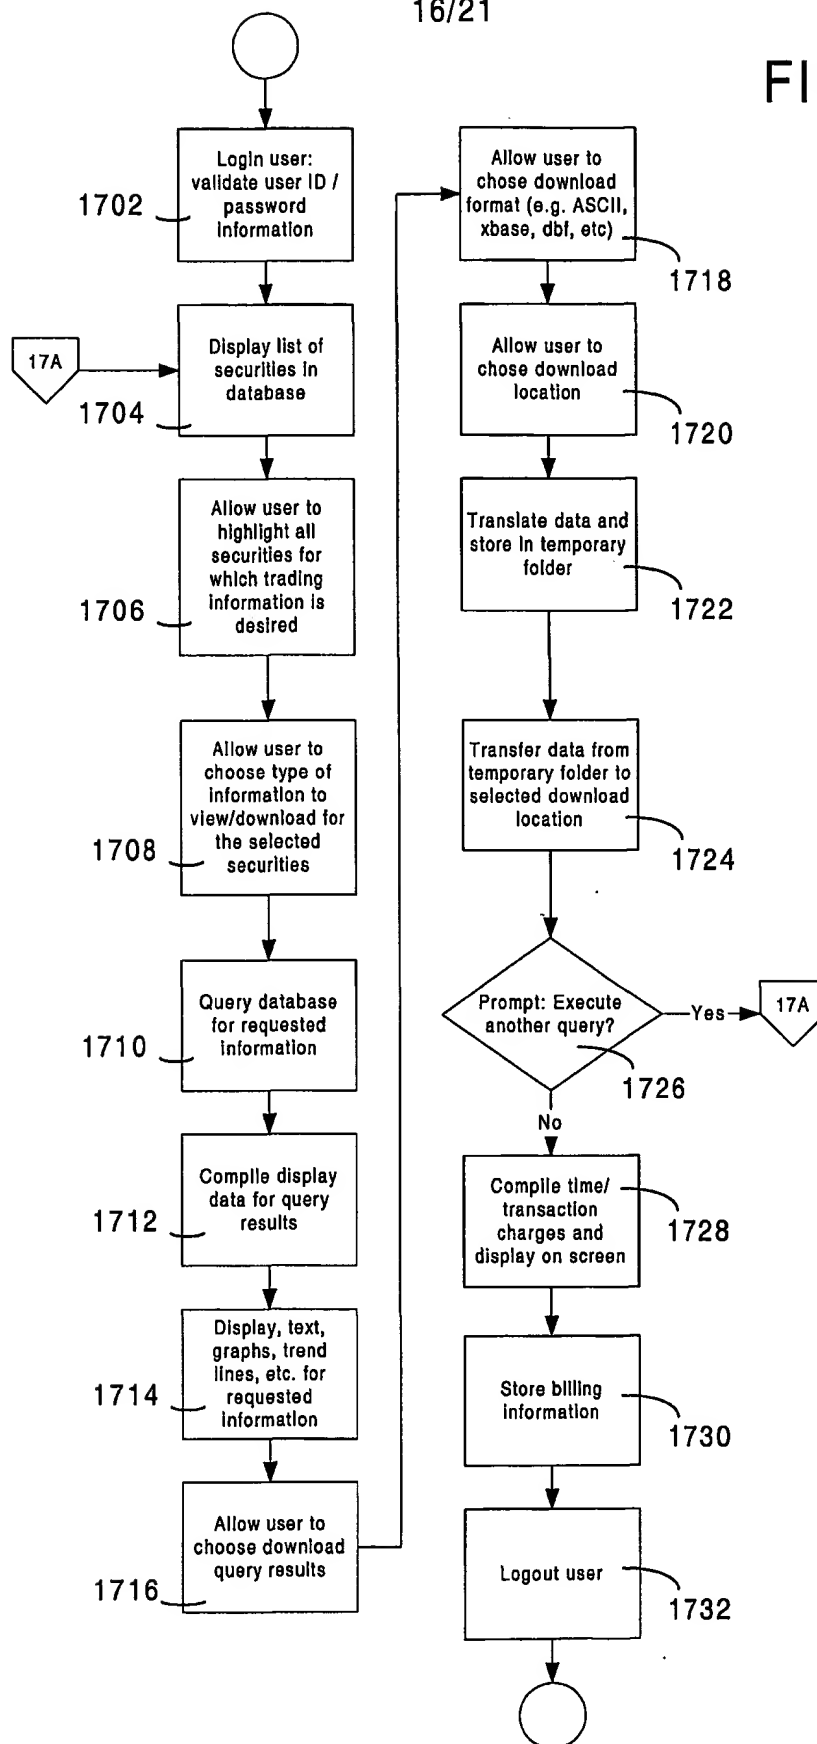 16/21
FI
Login user:
validate user ID /
password
information
1702
17A
Display list of
securities in
database
1704
Allow user to
highlight all
securities for
which trading
information is
desired
1706
Allow user to
choose type of
information to
view/download for
the selected
securities
1708
Query database
for requested
information
1710
Compile display
data for query
results
1712
Display, text,
graphs, trend
lines, etc. for
requested
information
1714
Allow user to
choose download
query results
1716
Allow user to
chose download
format (e.g. ASCII,
xbase, dbf, etc)
1718
Allow user to
chose download
location
1720
Translate data and
store in temporary
folder
1722
Transfer data from
temporary folder to
selected download
location
1724
Prompt: Execute
another query?
1726
Yes
17A
No
Compile time/
transaction
charges and
display on screen
1728
Store billing
information
1730
Logout user
1732